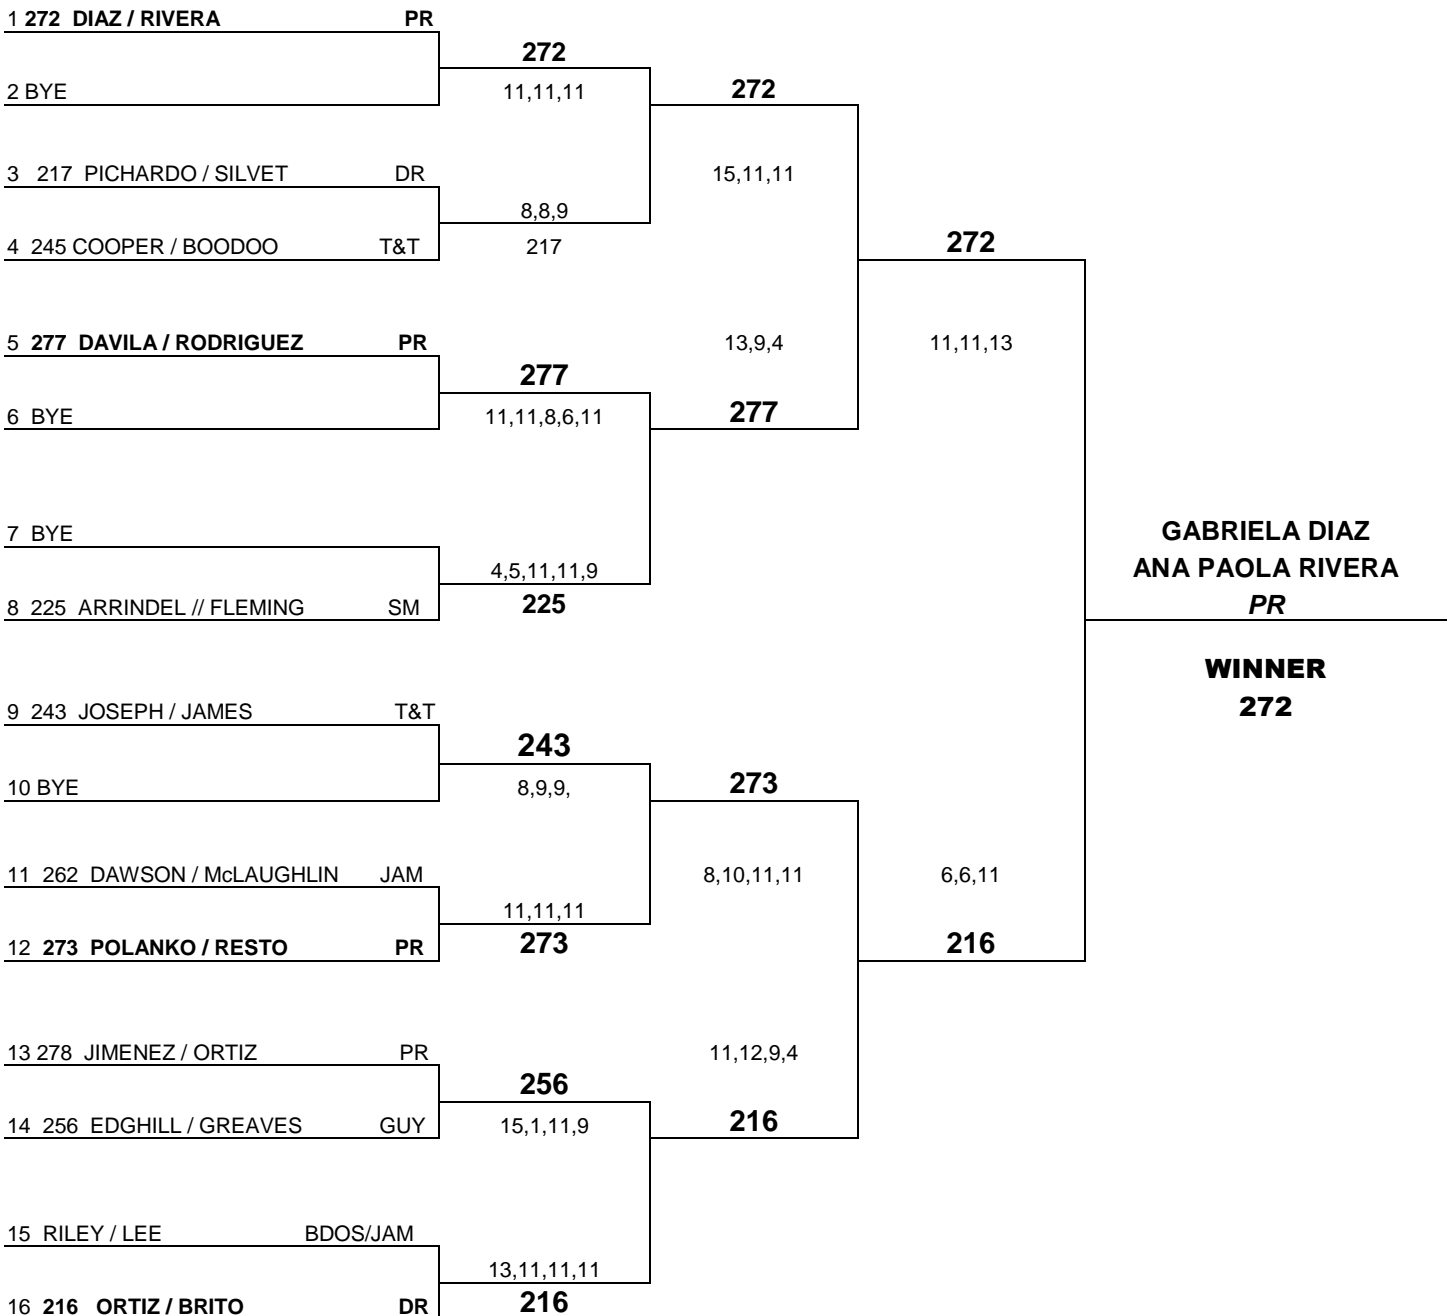 1 272 DIAZ / RIVERA PR
272
2 BYE
11,11,11
272
3 217 PICHARDO / SILVET DR
15,11,11
8,8,9
4 245 COOPER / BOODOO T&T
217
272
5 277 DAVILA / RODRIGUEZ PR
13,9,4
11,11,13
277
6 BYE
11,11,8,6,11
277
7 BYE
4,5,11,11,9
8 225 ARRINDEL // FLEMING SM
225
GABRIELA DIAZ
ANA PAOLA RIVERA
PR
WINNER
272
9 243 JOSEPH / JAMES T&T
243
10 BYE
8,9,9,
273
11 262 DAWSON / McLAUGHLIN JAM
8,10,11,11
6,6,11
11,11,11
12 273 POLANKO / RESTO PR
273
216
13 278 JIMENEZ / ORTIZ PR
11,12,9,4
256
14 256 EDGHILL / GREAVES GUY
15,1,11,9
216
15 RILEY / LEE BDOS/JAM
13,11,11,11
16 216 ORTIZ / BRITO DR
216